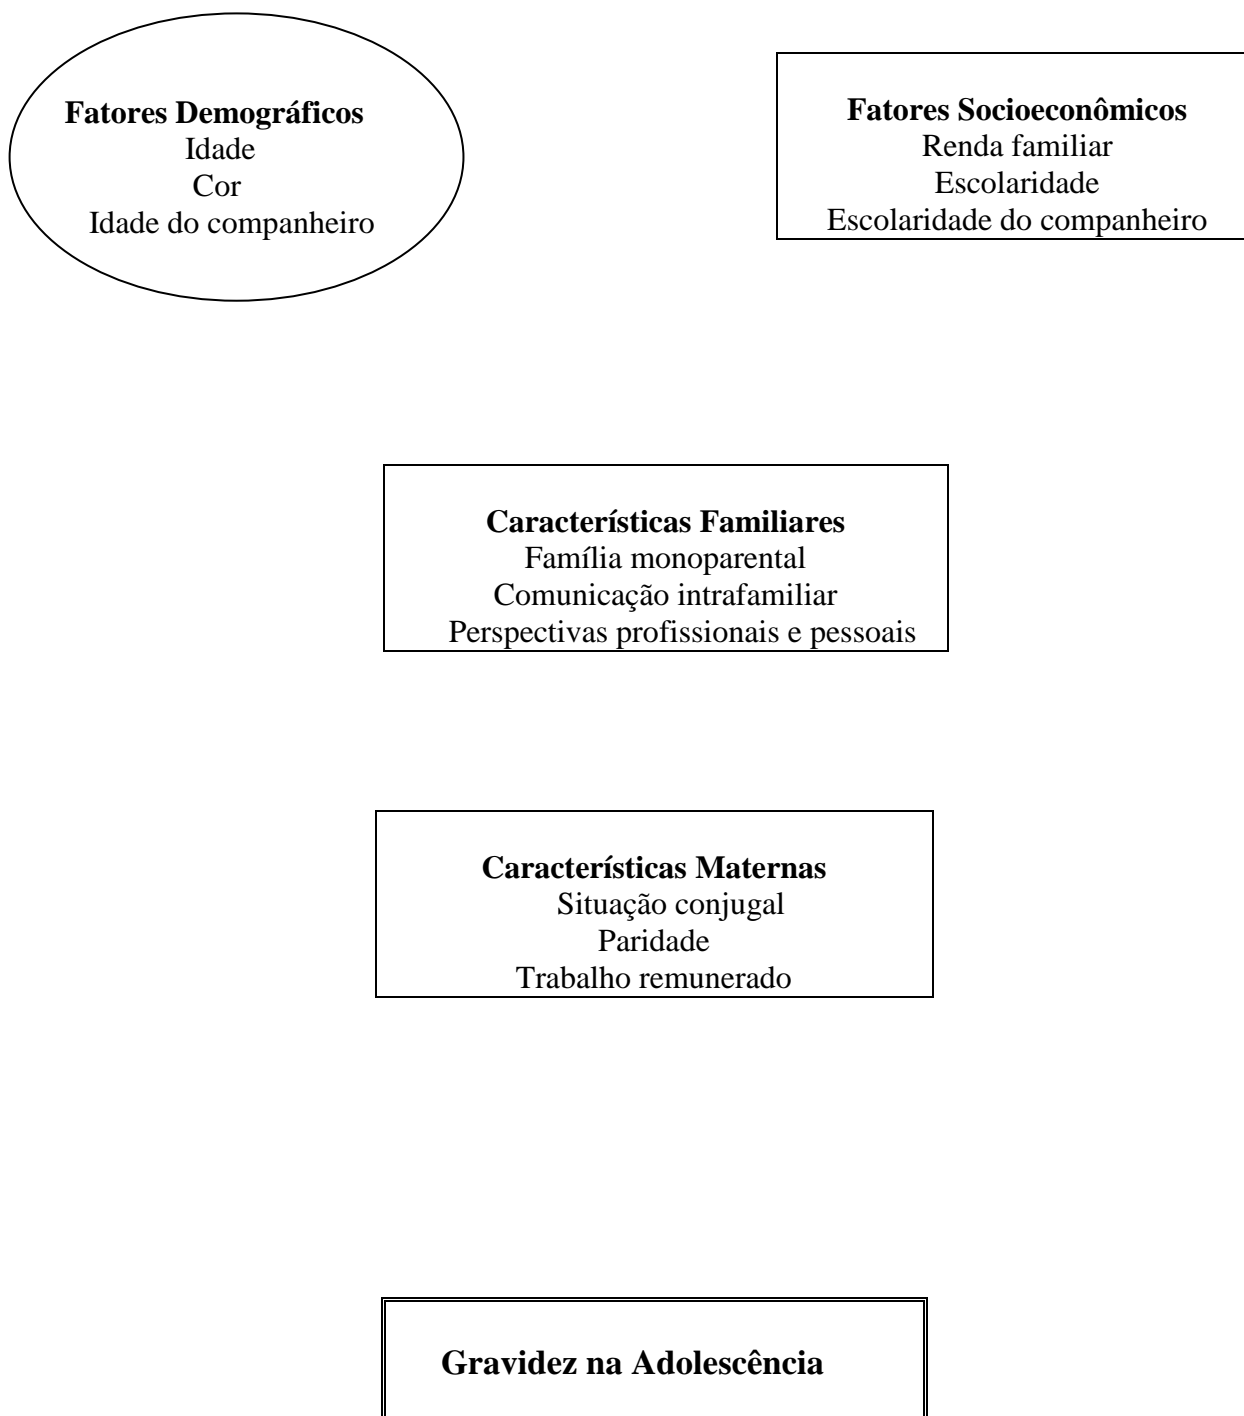 Fatores Demográficos
Idade
Cor
Idade do companheiro
Fatores Socioeconômicos
Renda familiar
Escolaridade
Escolaridade do companheiro
Características Familiares
Família monoparental
Comunicação intrafamiliar
Perspectivas profissionais e pessoais
Características Maternas
Situação conjugal
Paridade
Trabalho remunerado
Gravidez na Adolescência